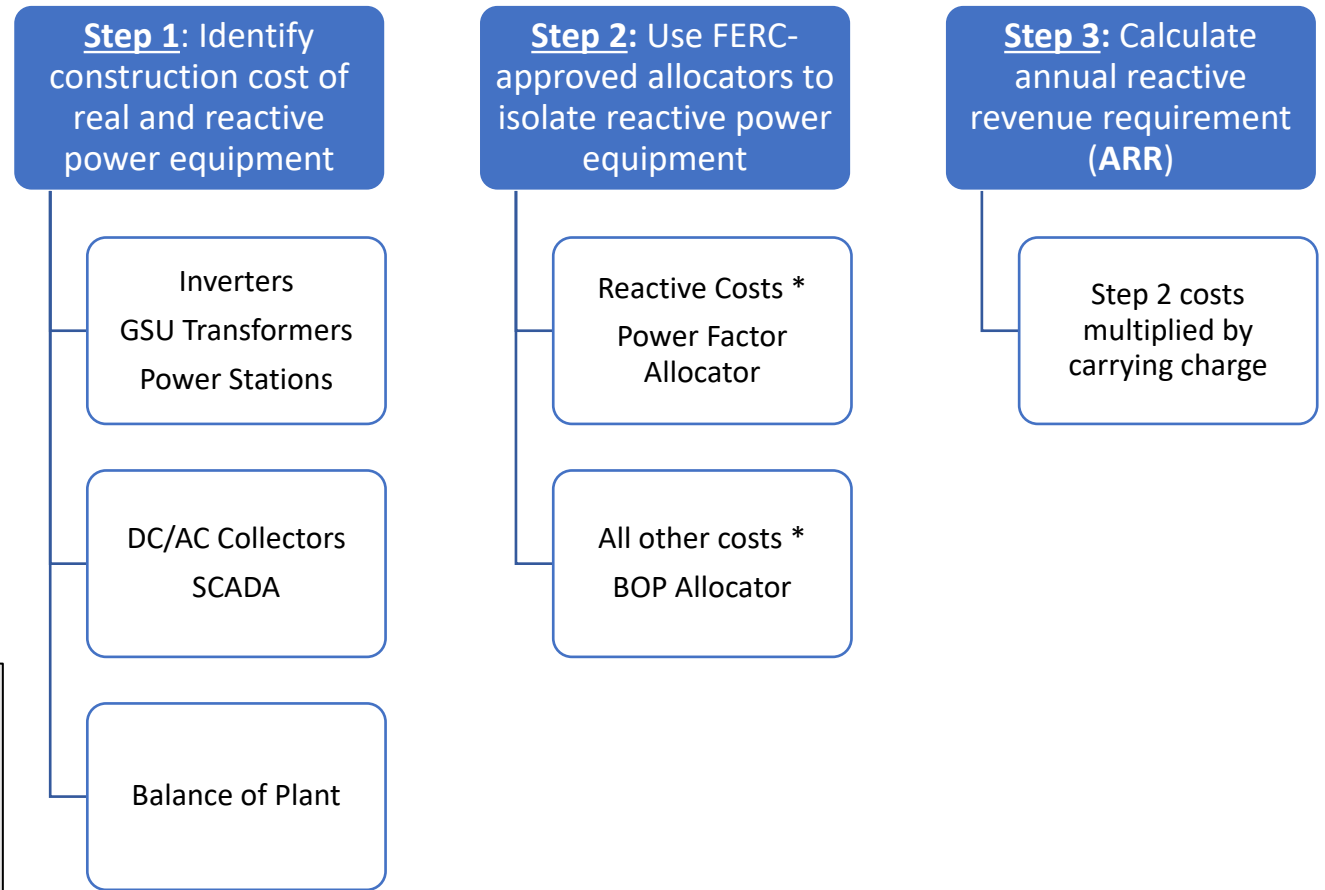 Step 1: Identify
construction cost of
real and reactive
power equipment
Inverters
GSU Transformers
Power Stations
DC/AC Collectors
SCADA
Balance of Plant
Step 2: Use FERC-
approved allocators to
isolate reactive power
equipment
Reactive Costs *
Power Factor
Allocator
All other costs *
BOP Allocator
Step 3: Calculate
annual reactive
revenue requirement
(ARR)
Step 2 costs
multiplied by
carrying charge